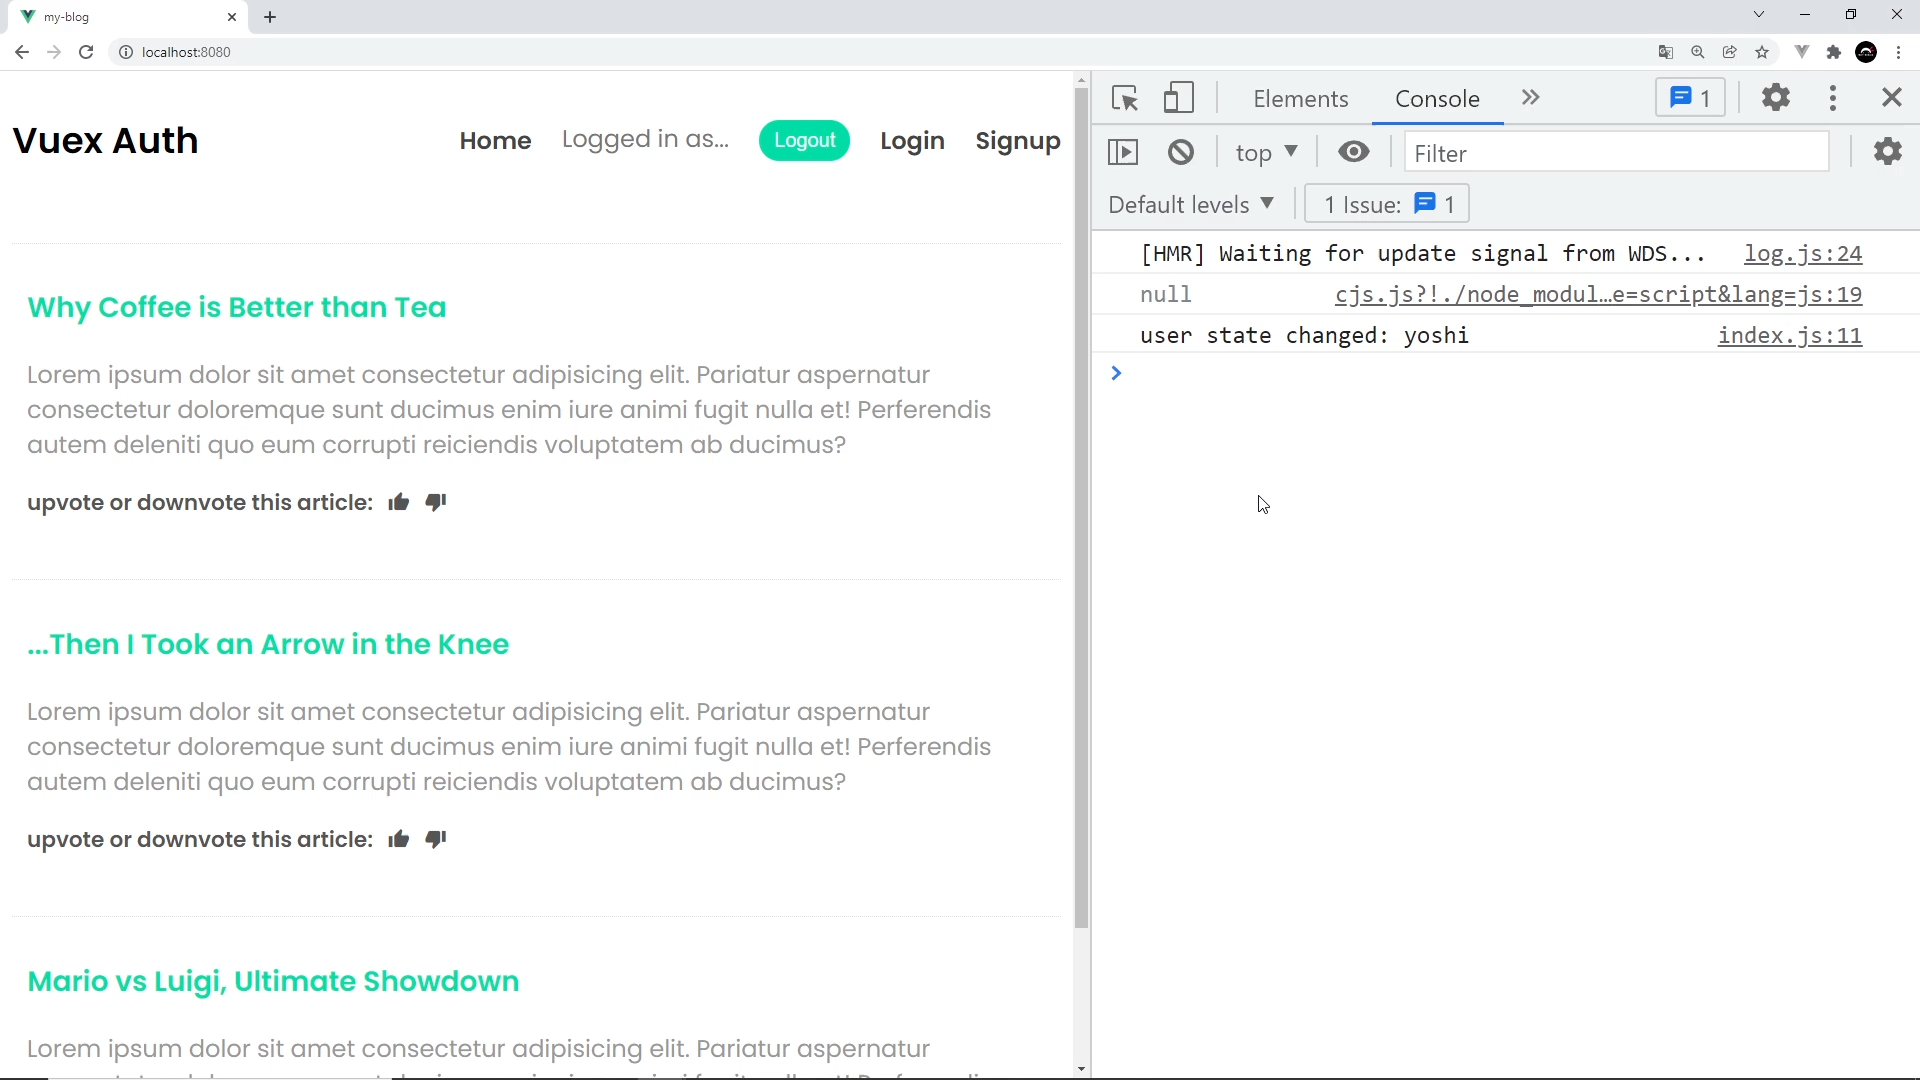 my-blog
localhost:8080
Vuex Auth
Home
Logged in as...
Logout
Login
Signup
Why Coffee is Better than Tea
Lorem ipsum dolor sit amet consectetur adipisicing elit. Pariatur aspernatur
consectetur doloremque sunt ducimus enim iure animi fugit nulla et! Perferendis
autem deleniti quo eum corrupti reiciendis voluptatem ab ducimus?
upvote or downvote this article:
...Then I Took an Arrow in the Knee
Lorem ipsum dolor sit amet consectetur adipisicing elit. Pariatur aspernatur
consectetur doloremque sunt ducimus enim iure animi fugit nulla et! Perferendis
autem deleniti quo eum corrupti reiciendis voluptatem ab ducimus?
upvote or downvote this article:
Mario vs Luigi, Ultimate Showdown
Lorem ipsum dolor sit amet consectetur adipisicing elit. Pariatur aspernatur
Elements
Console
1
top
Filter
Default levels
1 Issue: 1
[HMR] Waiting for update signal from WDS... log.js:24
null cjs.js?!./node_modul…e=script&lang=js:19
user state changed: yoshi index.js:11